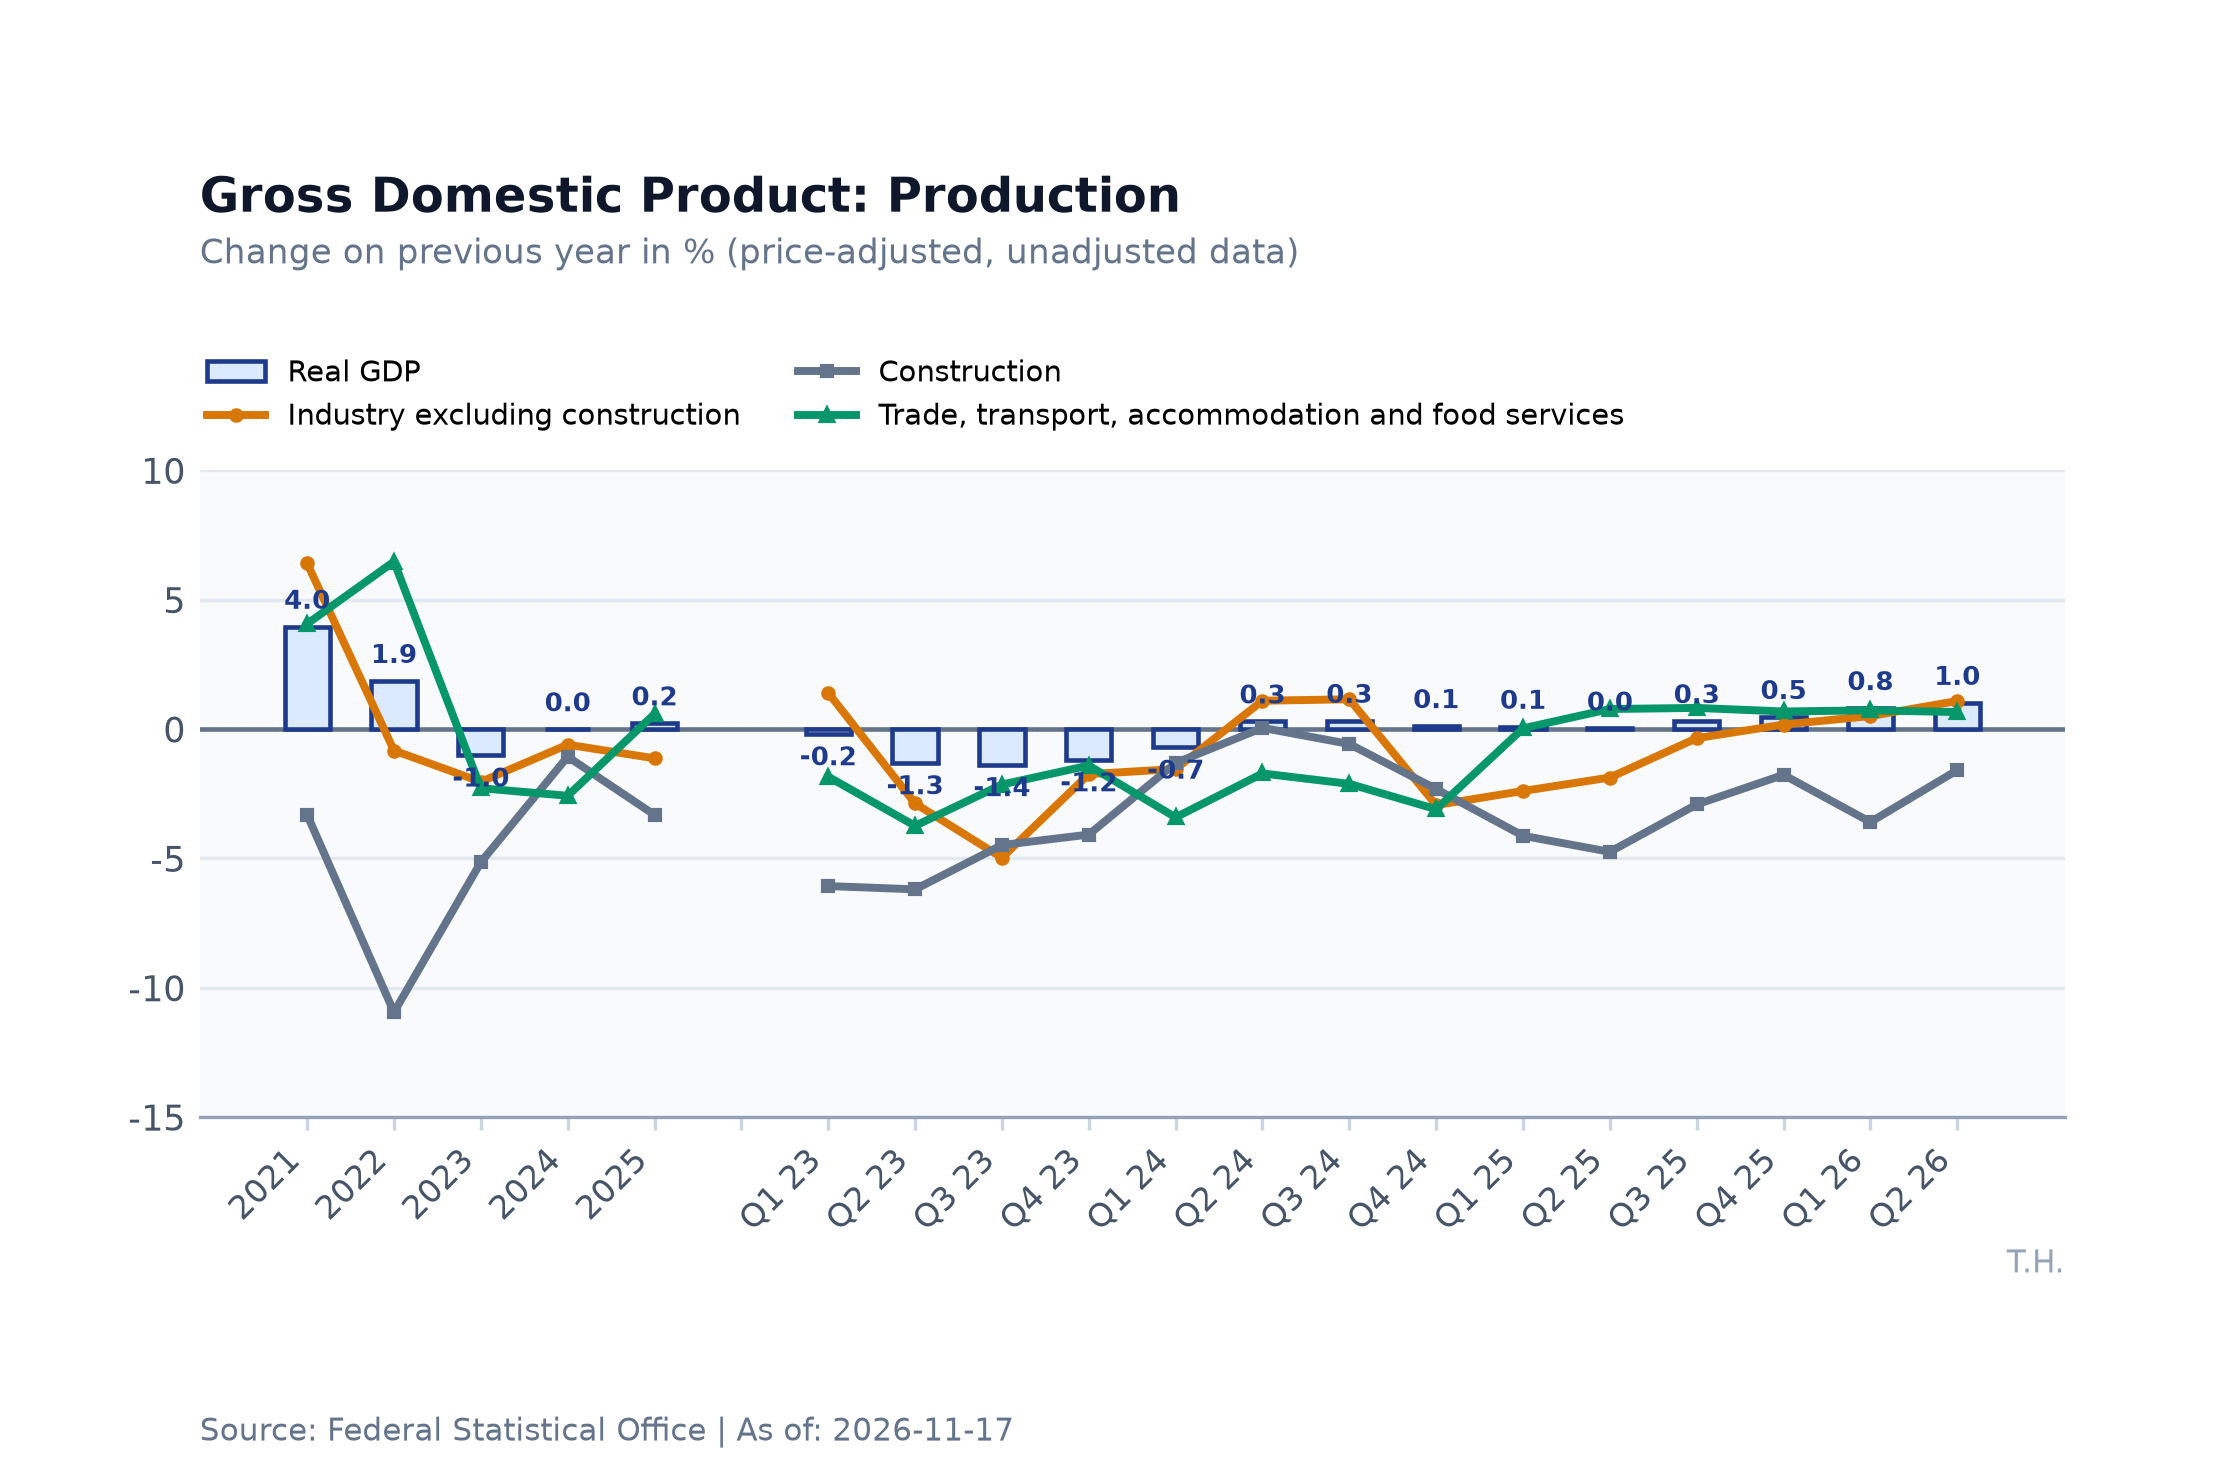 Gross Domestic Product: Production
Change on previous year in % (price-adjusted, unadjusted data)
Real GDP
Industry excluding construction
Construction
Trade, transport, accommodation and food services
10
5
0
-5
-10
-15
4.0
1.9
-1.0
0.0
0.2
-0.2
-1.3
-1.4
-1.2
-0.7
0.3
0.3
0.1
0.1
0.0
0.3
0.5
0.8
1.0
2021
2022
2023
2024
2025
Q1 23
Q2 23
Q3 23
Q4 23
Q1 24
Q2 24
Q3 24
Q4 24
Q1 25
Q2 25
Q3 25
Q4 25
Q1 26
Q2 26
T.H.
Source: Federal Statistical Office | As of: 2026-11-17